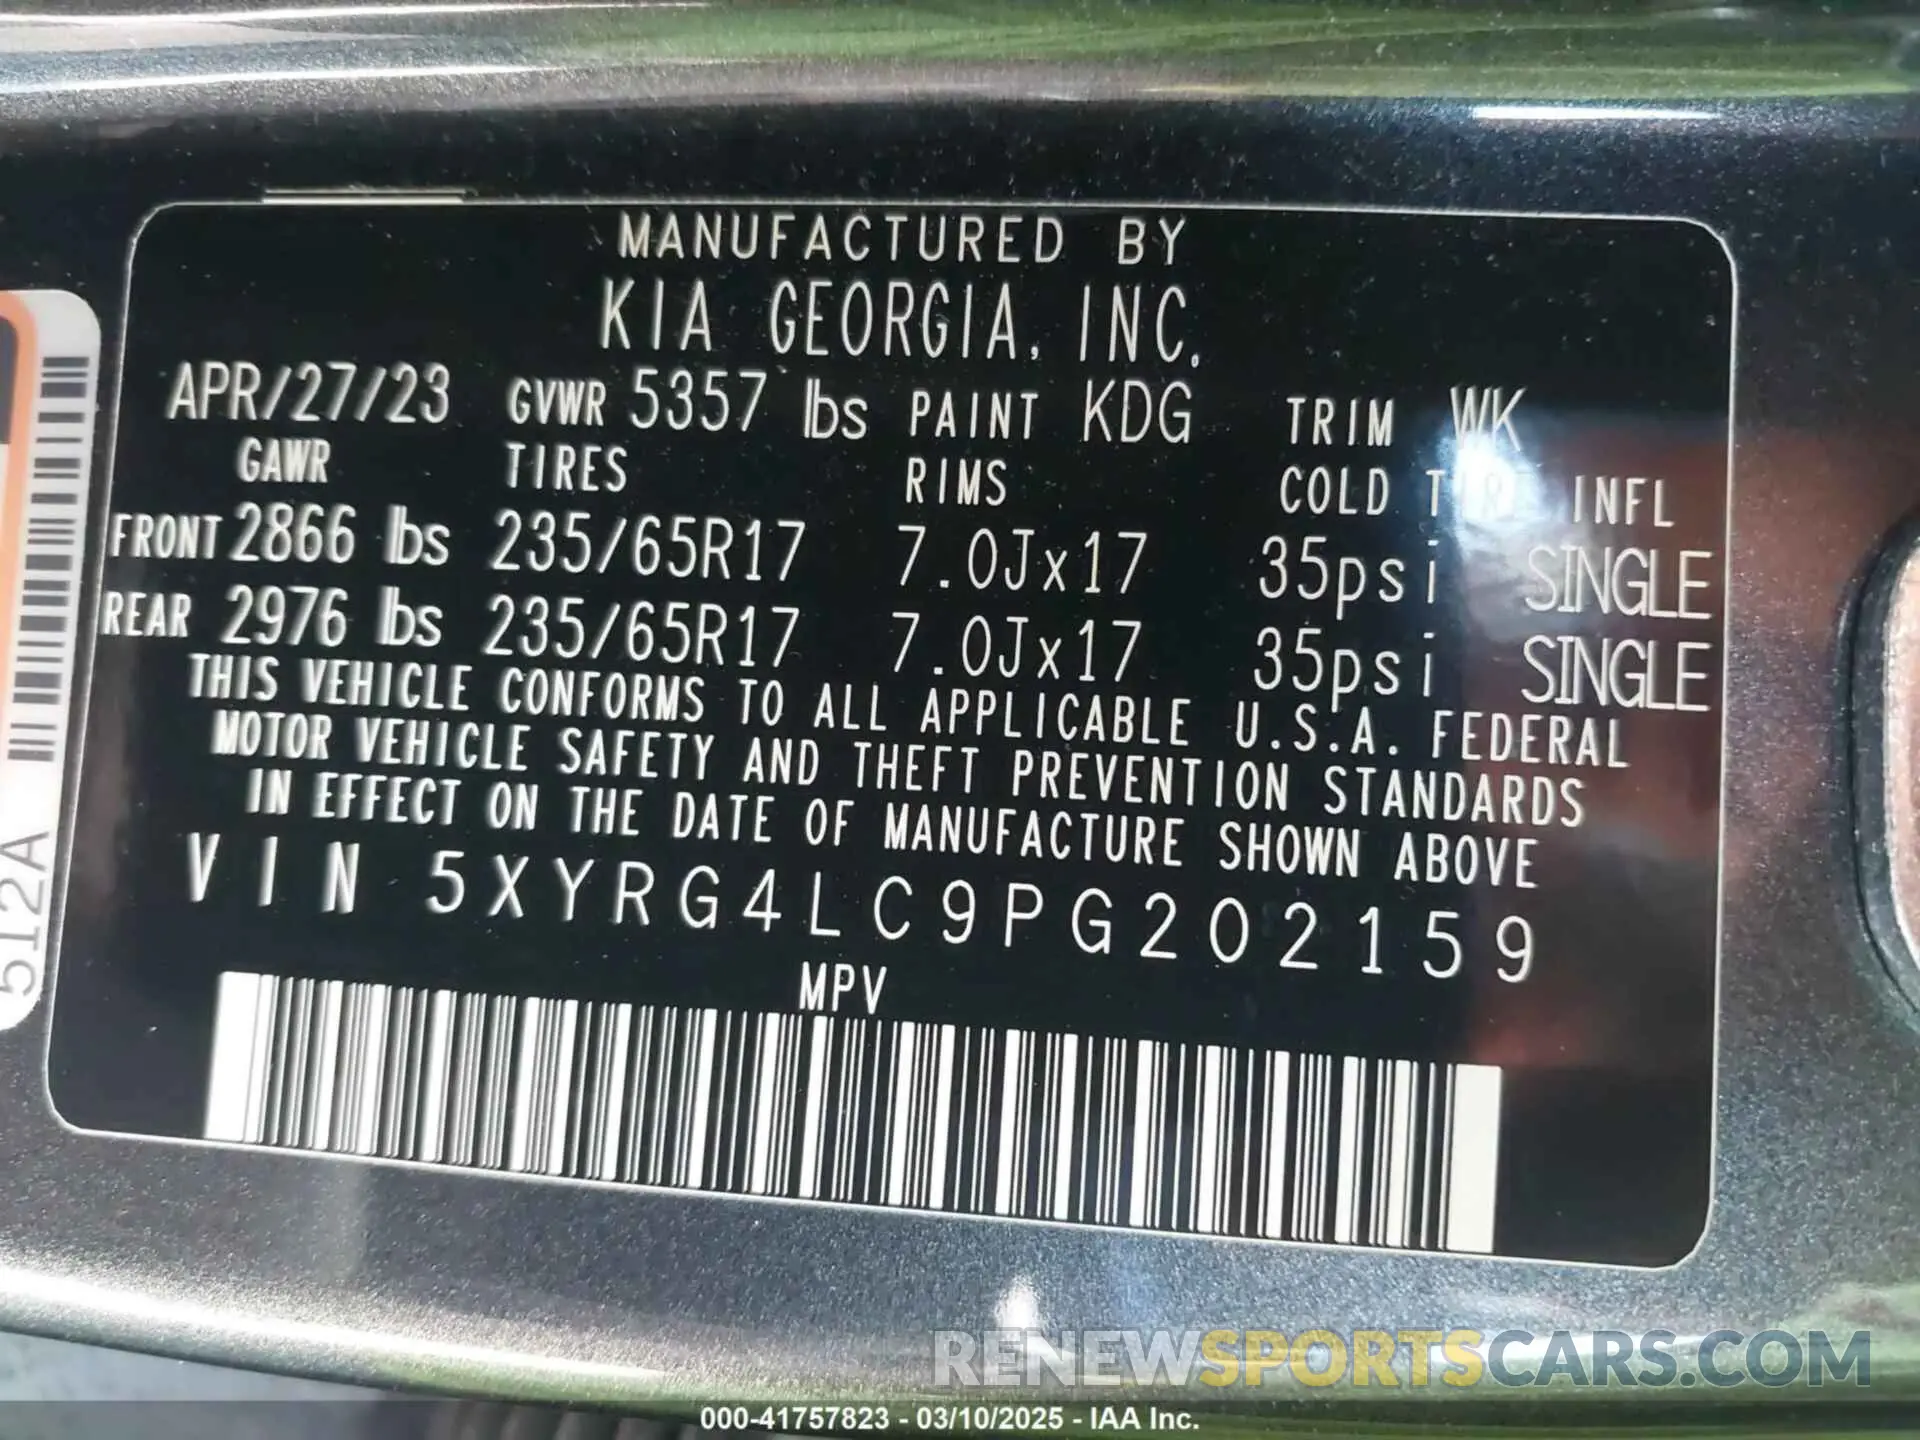 MANUFACTURED BY
KIA GEORGIA, INC.
APR/27/23 GVWR 5357 lbs PAINT KDG TRIM WK
GAWR TIRES RIMS COLD TIRE INFL
FRONT 2866 lbs 235/65R17 7.0Jx17 35psi SINGLE
REAR 2976 lbs 235/65R17 7.0Jx17 35psi SINGLE
THIS VEHICLE CONFORMS TO ALL APPLICABLE U.S.A. FEDERAL
MOTOR VEHICLE SAFETY AND THEFT PREVENTION STANDARDS
IN EFFECT ON THE DATE OF MANUFACTURE SHOWN ABOVE
VIN 5XYRG4LC9PG202159
MPV
512A
RENEWSPORTSCARS.COM
000-41757823 - 03/10/2025 - IAA Inc.